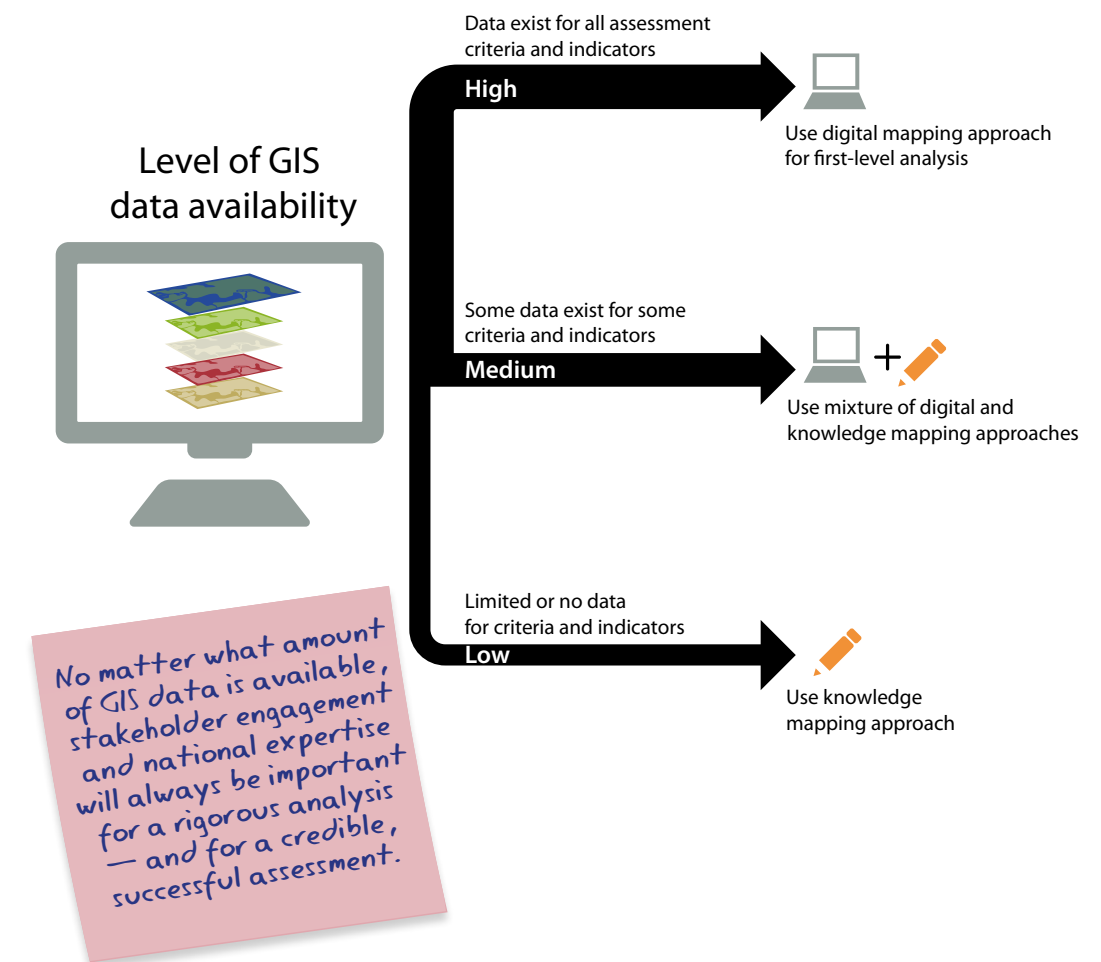 Level of GIS
data availability
Data exist for all assessment
criteria and indicators
High
Use digital mapping approach
for first-level analysis
Some data exist for some
criteria and indicators
Medium
Use mixture of digital and
knowledge mapping approaches
Limited or no data
for criteria and indicators
Low
Use knowledge
mapping approach
No matter what amount
of GIS data is available,
stakeholder engagement
and national expertise
will always be important
for a rigorous analysis
— and for a credible,
successful assessment.